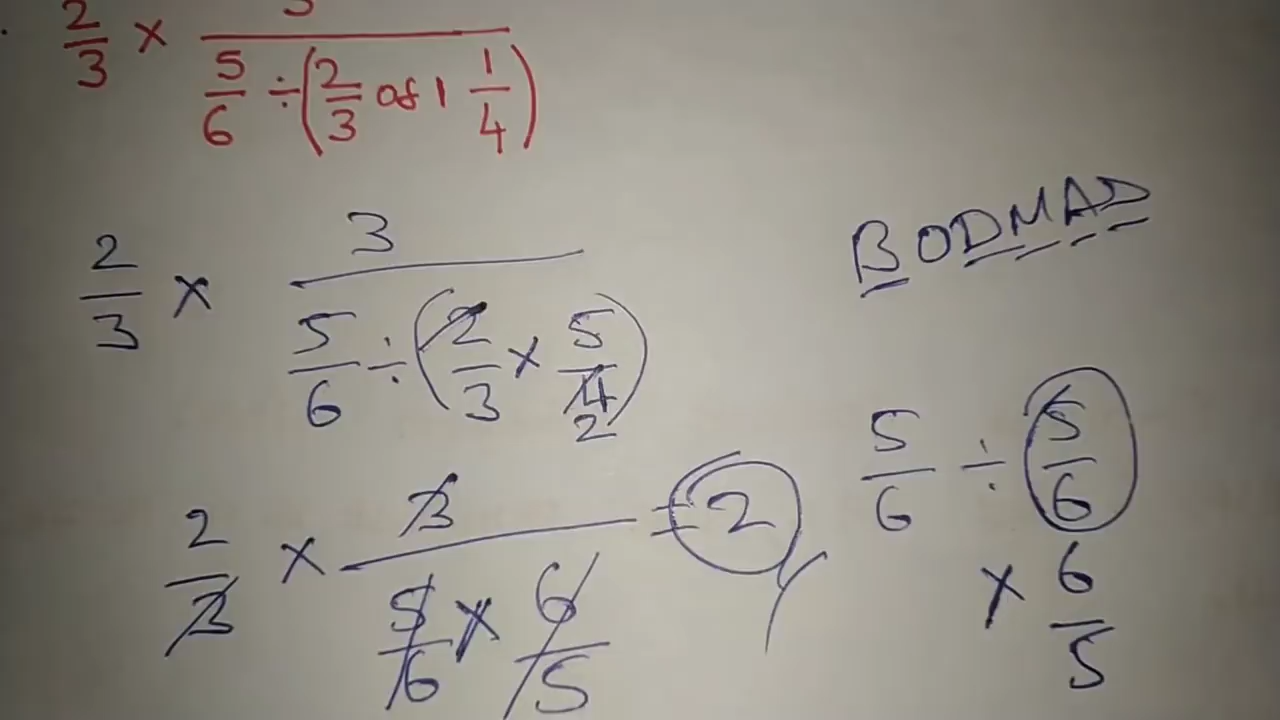 2/3 × 3/(5/6 ÷ (2/3 of 1 1/4))
BODMAD
2/3 × 3/(5/6 ÷ (2/3 × 5/4))
2
5/6 ÷ 5/6
2/3 × 3/(5/6 × 6/5) = 2
× 6/5